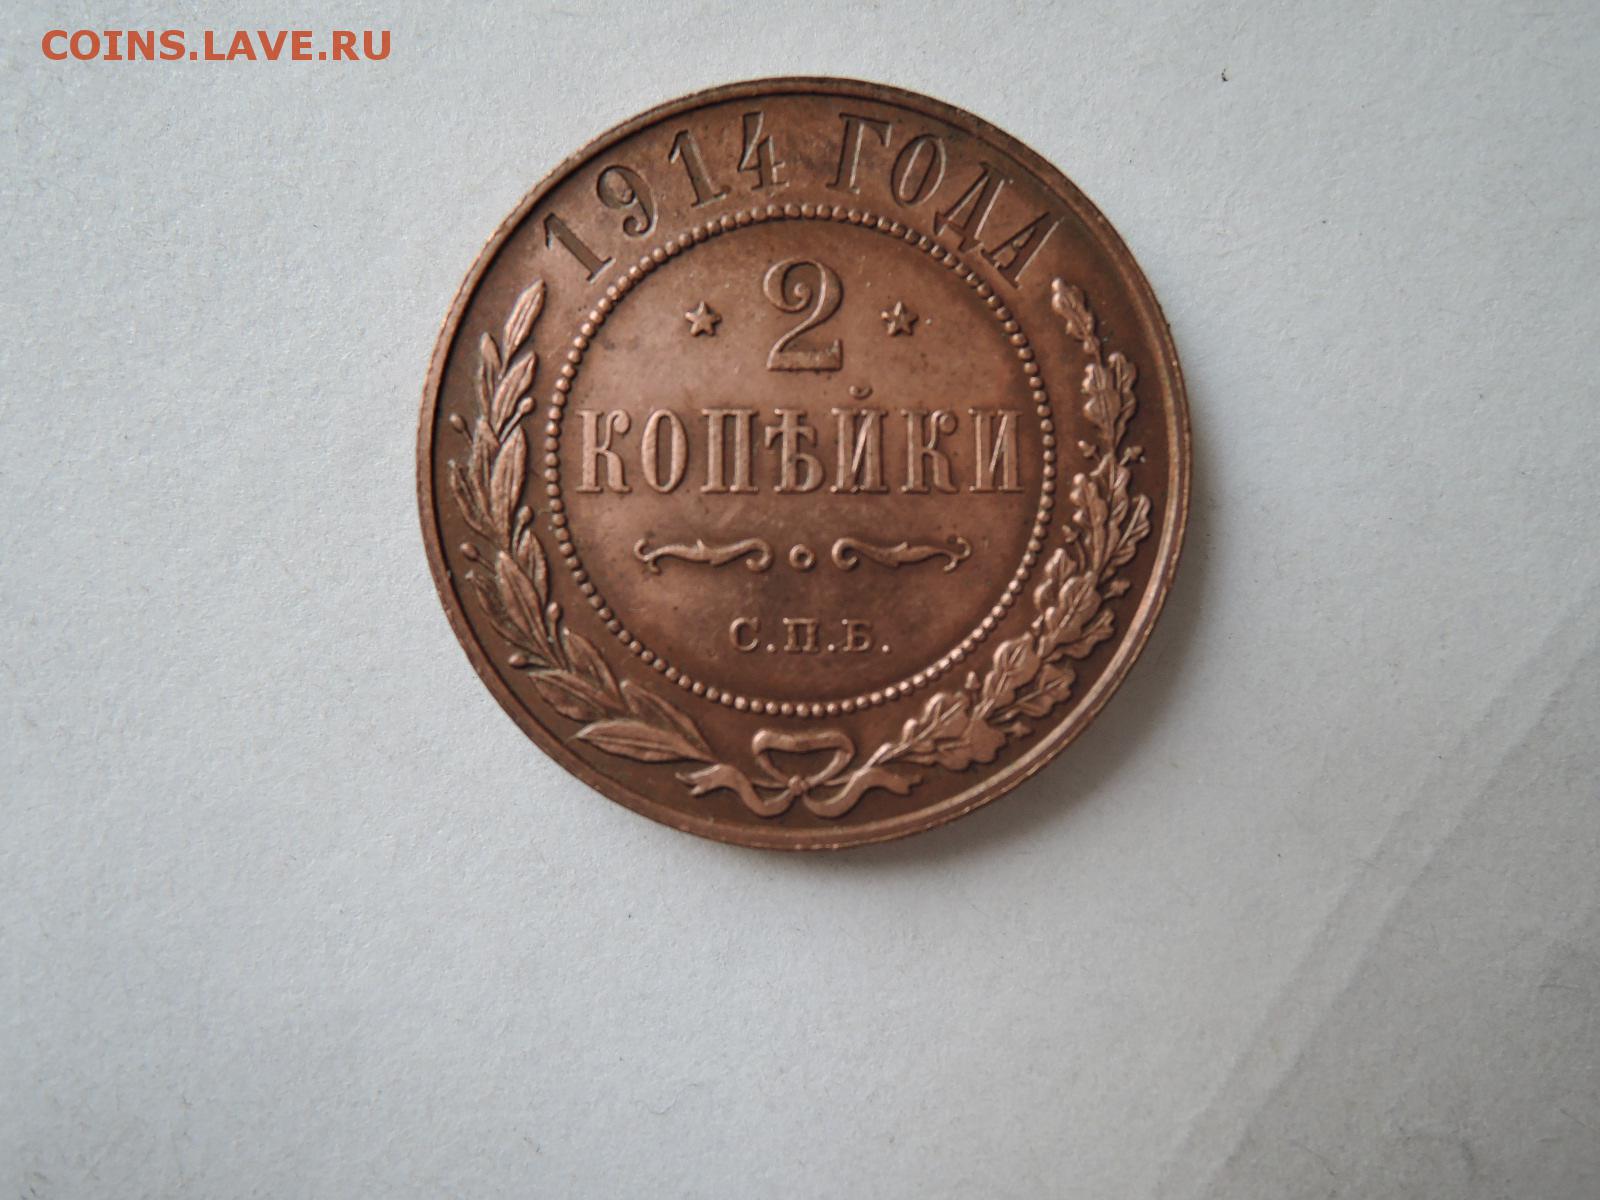 COINS.LAVE.RU
1914 ГОДА
2
КОПѢЙКИ
С.П.Б.